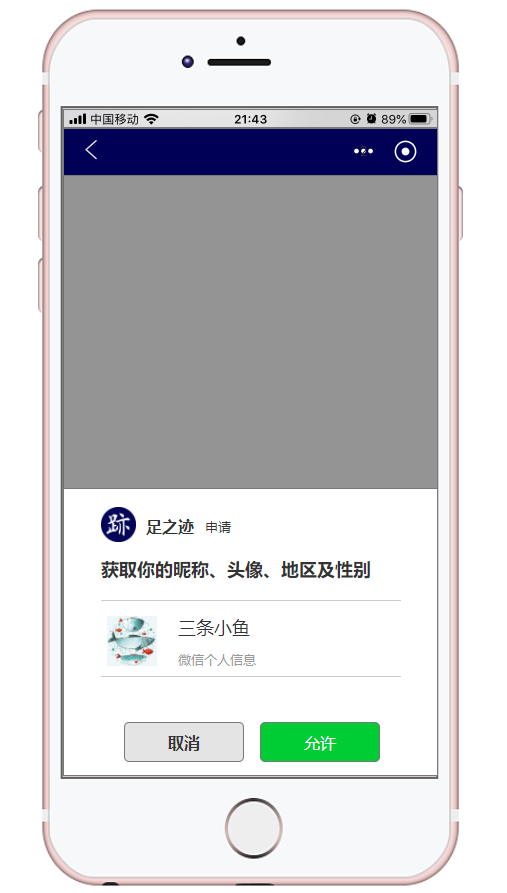 中国移动 21:43 89%
跡 足之迹 申请
获取你的昵称、头像、地区及性别
三条小鱼
微信个人信息
取消 允许